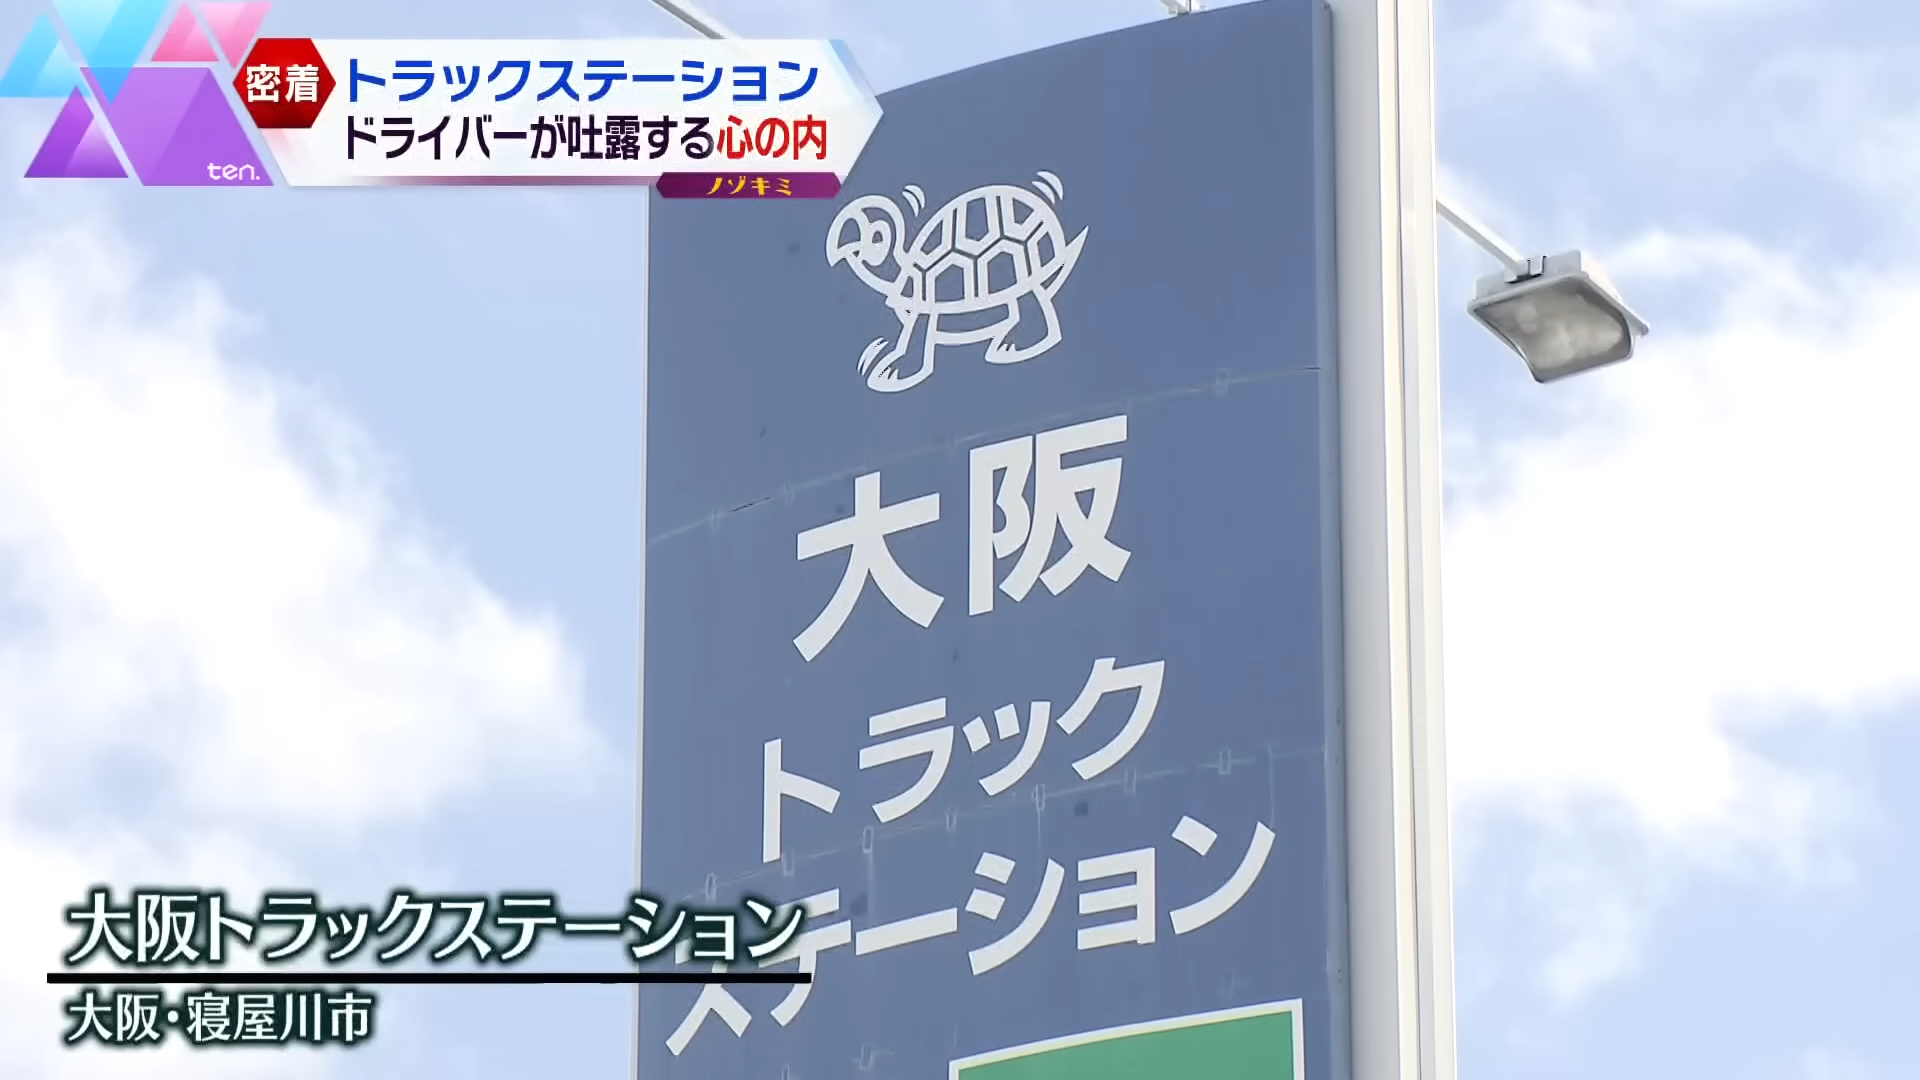 密着
トラックステーション
ドライバーが吐露する心の内
ten.
ノゾキミ
大阪
トラック
ステーション
大阪トラックステーション
大阪・寝屋川市